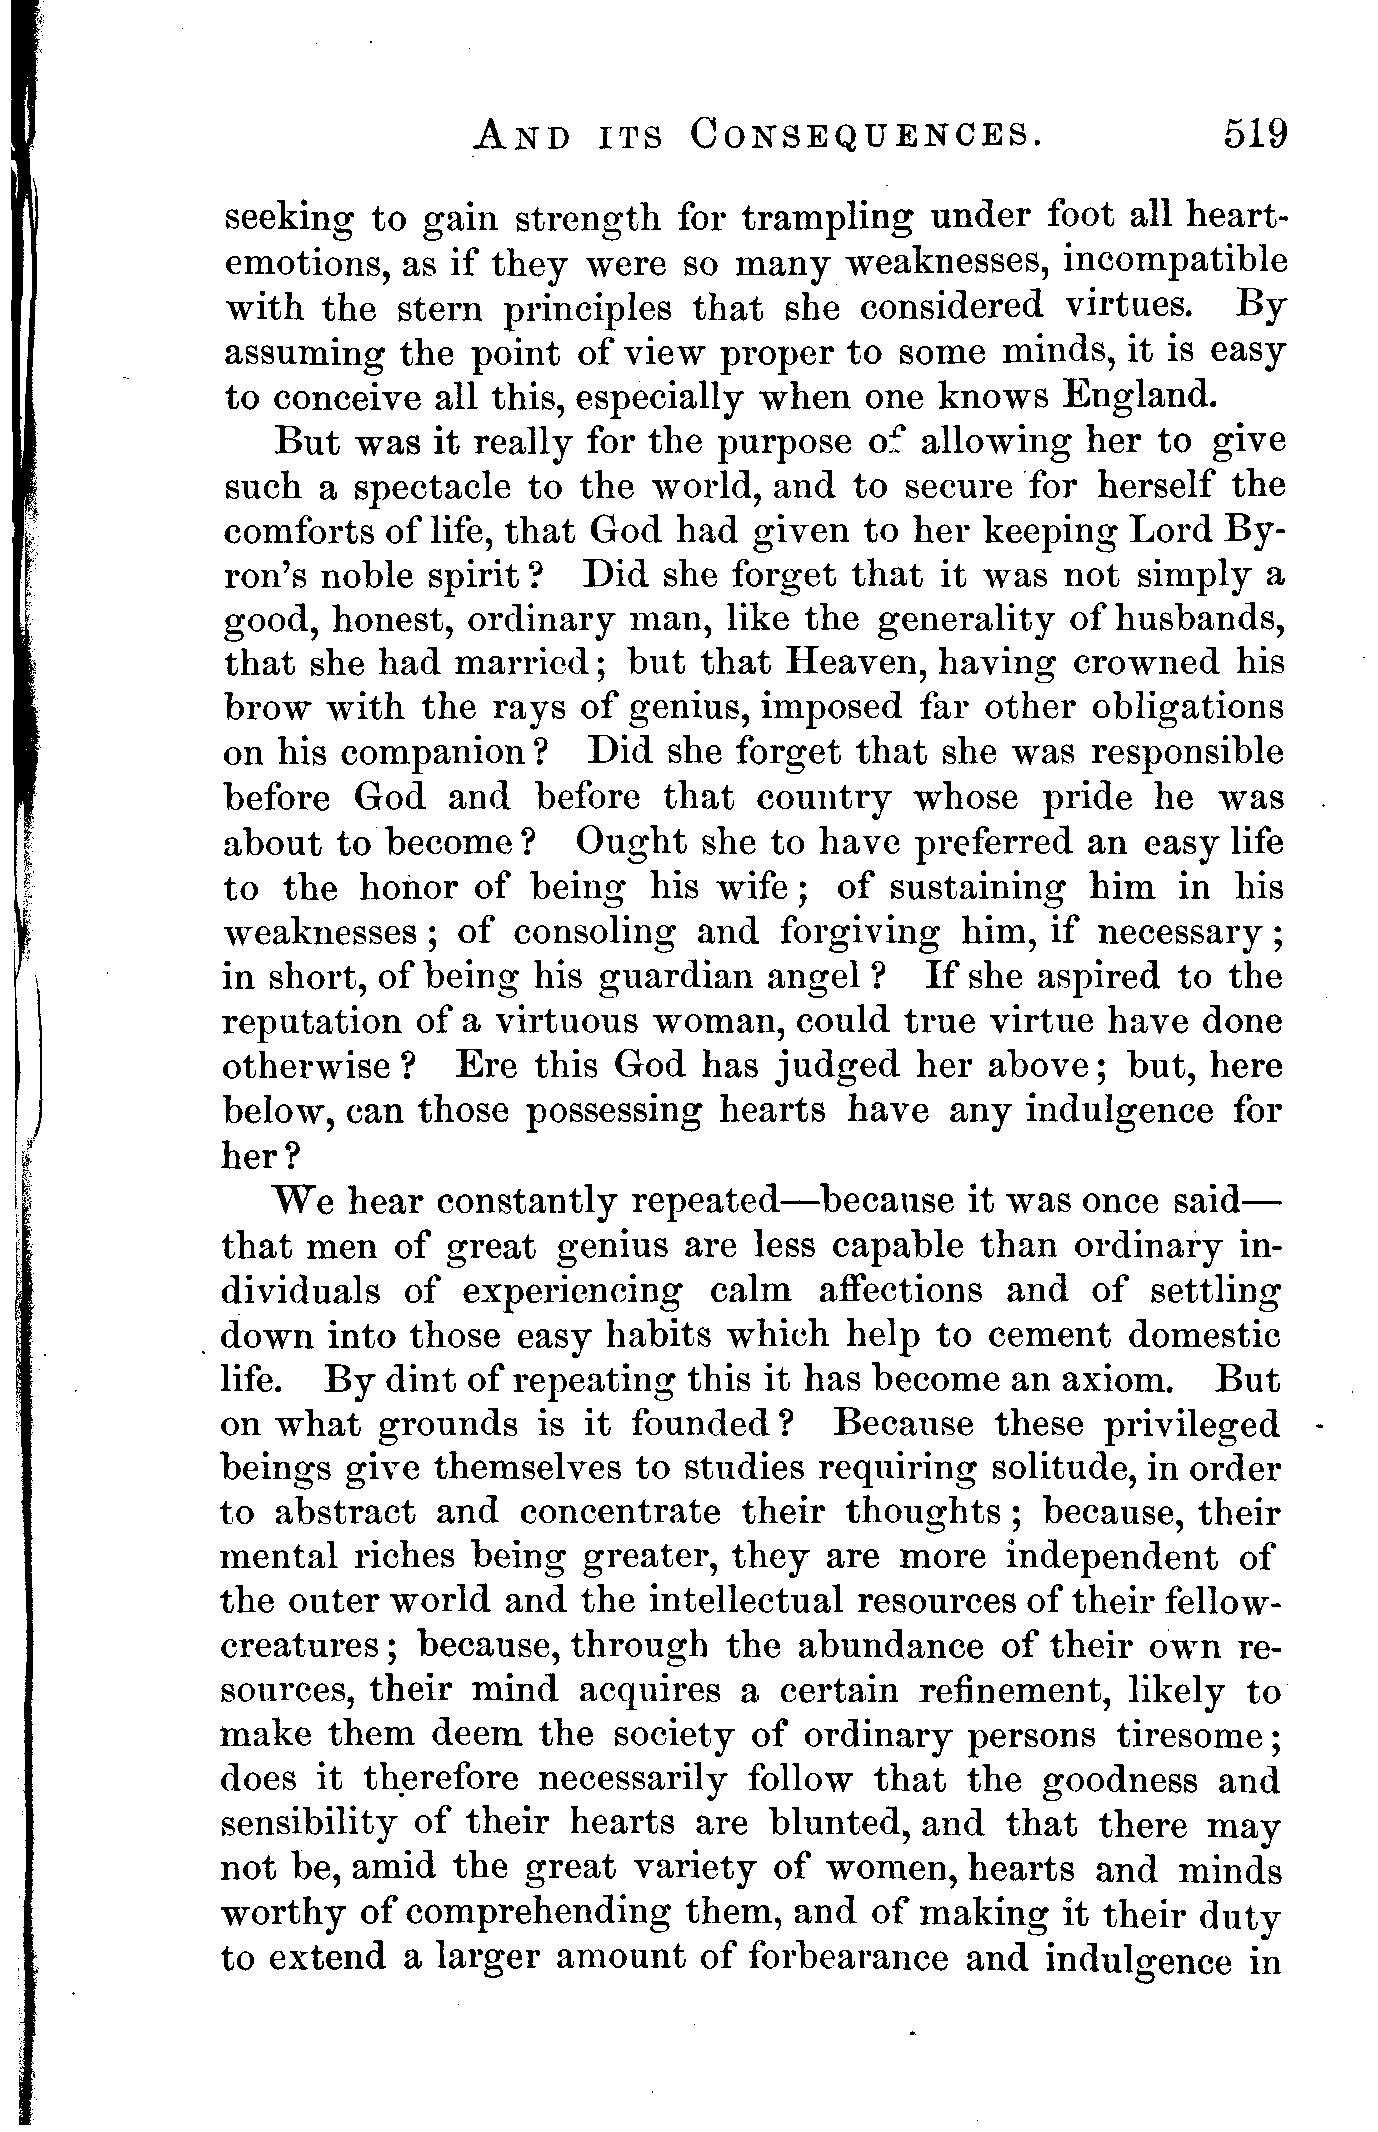 AND ITS CONSEQUENCES. 519
seeking to gain strength for trampling under foot all heart-
emotions, as if they were so many weaknesses, incompatible
with the stern principles that she considered virtues. By
assuming the point of view proper to some minds, it is easy
to conceive all this, especially when one knows England.
But was it really for the purpose of allowing her to give
such a spectacle to the world, and to secure for herself the
comforts of life, that God had given to her keeping Lord By-
ron's noble spirit? Did she forget that it was not simply a
good, honest, ordinary man, like the generality of husbands,
that she had married; but that Heaven, having crowned his
brow with the rays of genius, imposed far other obligations
on his companion? Did she forget that she was responsible
before God and before that country whose pride he was
about to become? Ought she to have preferred an easy life
to the honor of being his wife; of sustaining him in his
weaknesses; of consoling and forgiving him, if necessary;
in short, of being his guardian angel? If she aspired to the
reputation of a virtuous woman, could true virtue have done
otherwise? Ere this God has judged her above; but, here
below, can those possessing hearts have any indulgence for
her?
We hear constantly repeated—because it was once said—
that men of great genius are less capable than ordinary in-
dividuals of experiencing calm affections and of settling
down into those easy habits which help to cement domestic
life. By dint of repeating this it has become an axiom. But
on what grounds is it founded? Because these privileged
beings give themselves to studies requiring solitude, in order
to abstract and concentrate their thoughts; because, their
mental riches being greater, they are more independent of
the outer world and the intellectual resources of their fellow-
creatures; because, through the abundance of their own re-
sources, their mind acquires a certain refinement, likely to
make them deem the society of ordinary persons tiresome;
does it therefore necessarily follow that the goodness and
sensibility of their hearts are blunted, and that there may
not be, amid the great variety of women, hearts and minds
worthy of comprehending them, and of making it their duty
to extend a larger amount of forbearance and indulgence in